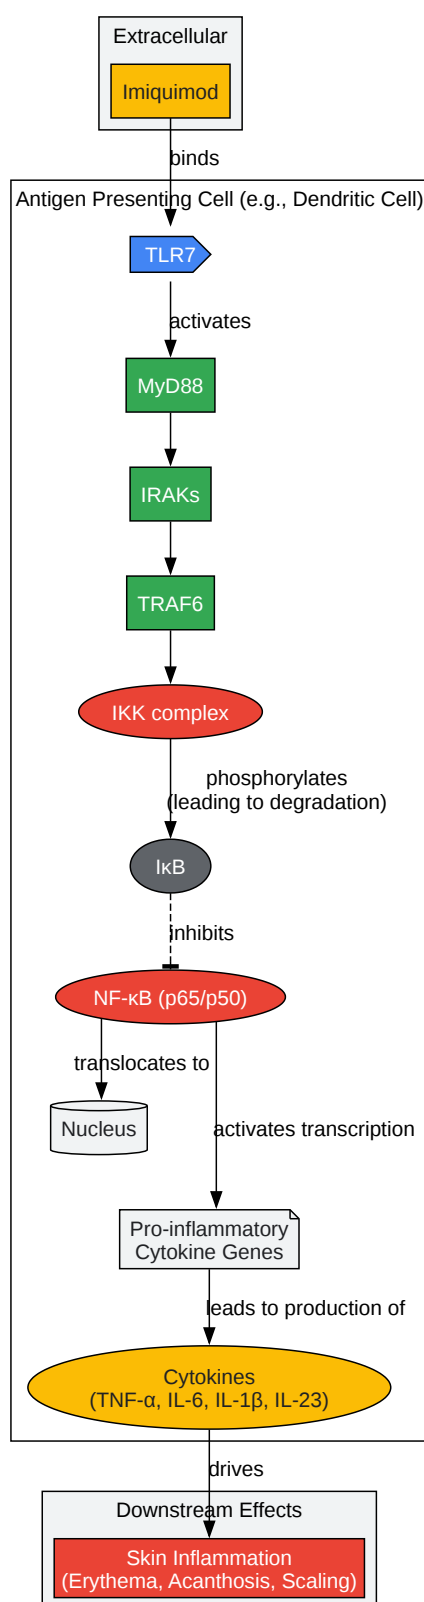 Extracellular
Imiquimod
binds
Antigen Presenting Cell (e.g., Dendritic Cell)
TLR7
activates
MyD88
IRAKs
TRAF6
IKK complex
phosphorylates
(leading to degradation)
IκB
inhibits
NF-κB (p65/p50)
translocates to
Nucleus
activates transcription
Pro-inflammatory
Cytokine Genes
leads to production of
Cytokines
(TNF-α, IL-6, IL-1β, IL-23)
drives
Downstream Effects
Skin Inflammation
(Erythema, Acanthosis, Scaling)